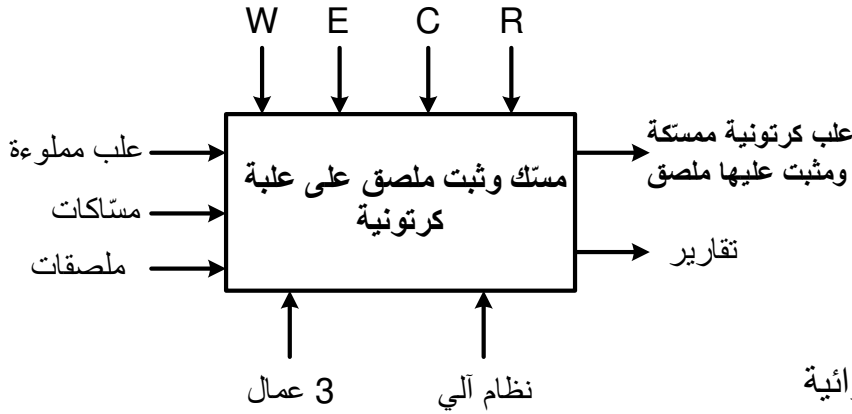 W E C R
علب مملوءة
مسّاكات
ملصقات
مسّك وثبت ملصق على علبة
كرتونية
علب كرتونية ممسّكة
ومثبت عليها ملصق
تقارير
3 عمال
نظام آلي